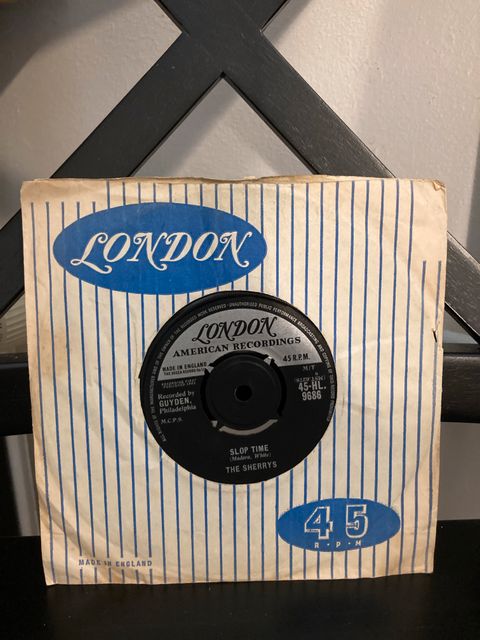 LONDON
LONDON
AMERICAN RECORDINGS
MADE IN ENGLAND
45 R.P.M.
M/T
Recorded by
GUYDEN,
Philadelphia
M.C.P.S.
45-HL.
9686
SLOP TIME
(Madara, White)
THE SHERRYS
45
R·P·M
MADE IN ENGLAND